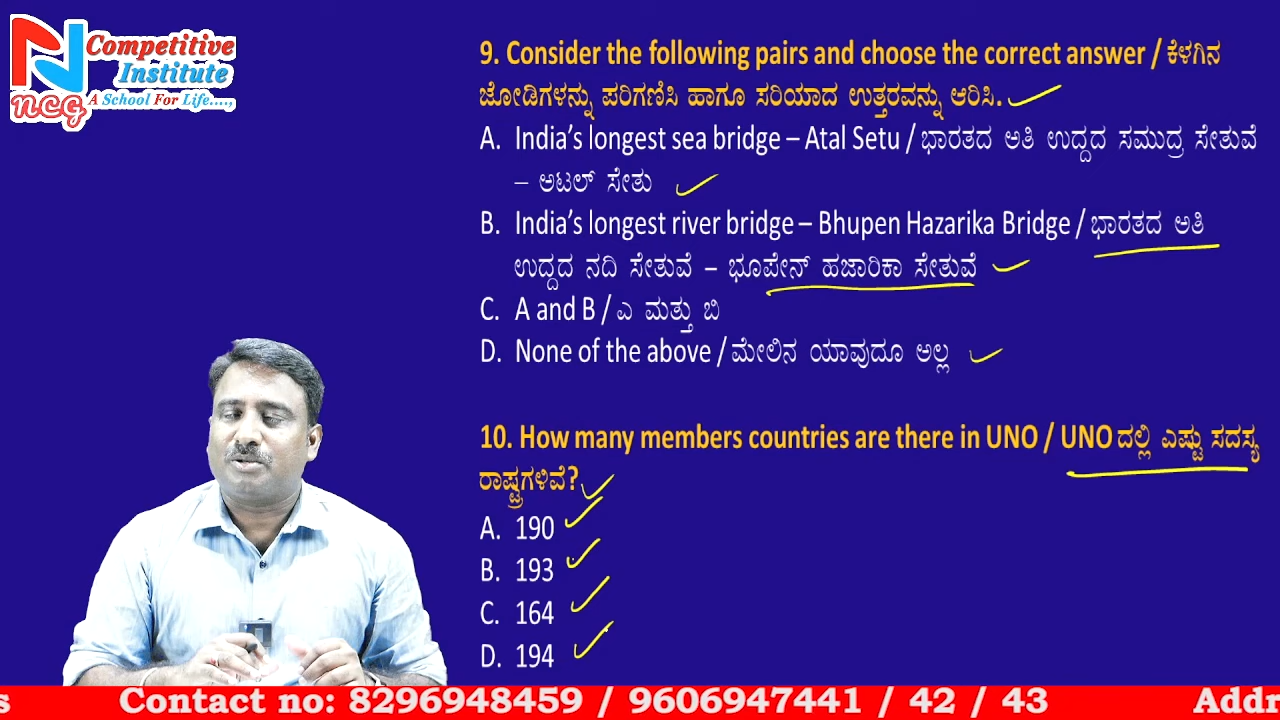 Competitive
Institute
NCG A School For Life....,
9. Consider the following pairs and choose the correct answer / ಕೆಳಗಿನ
ಜೋಡಿಗಳನ್ನು ಪರಿಗಣಿಸಿ ಹಾಗೂ ಸರಿಯಾದ ಉತ್ತರವನ್ನು ಆರಿಸಿ.
A. India’s longest sea bridge – Atal Setu / ಭಾರತದ ಅತಿ ಉದ್ದದ ಸಮುದ್ರ ಸೇತುವೆ
– ಅಟಲ್ ಸೇತು
B. India’s longest river bridge – Bhupen Hazarika Bridge / ಭಾರತದ ಅತಿ
ಉದ್ದದ ನದಿ ಸೇತುವೆ – ಭೂಪೇನ್ ಹಜಾರಿಕಾ ಸೇತುವೆ
C. A and B / ಎ ಮತ್ತು ಬಿ
D. None of the above / ಮೇಲಿನ ಯಾವುದೂ ಅಲ್ಲ
10. How many members countries are there in UNO / UNO ದಲ್ಲಿ ಎಷ್ಟು ಸದಸ್ಯ
ರಾಷ್ಟ್ರಗಳಿವೆ?
A. 190
B. 193
C. 164
D. 194
s Contact no: 8296948459 / 9606947441 / 42 / 43 Addr